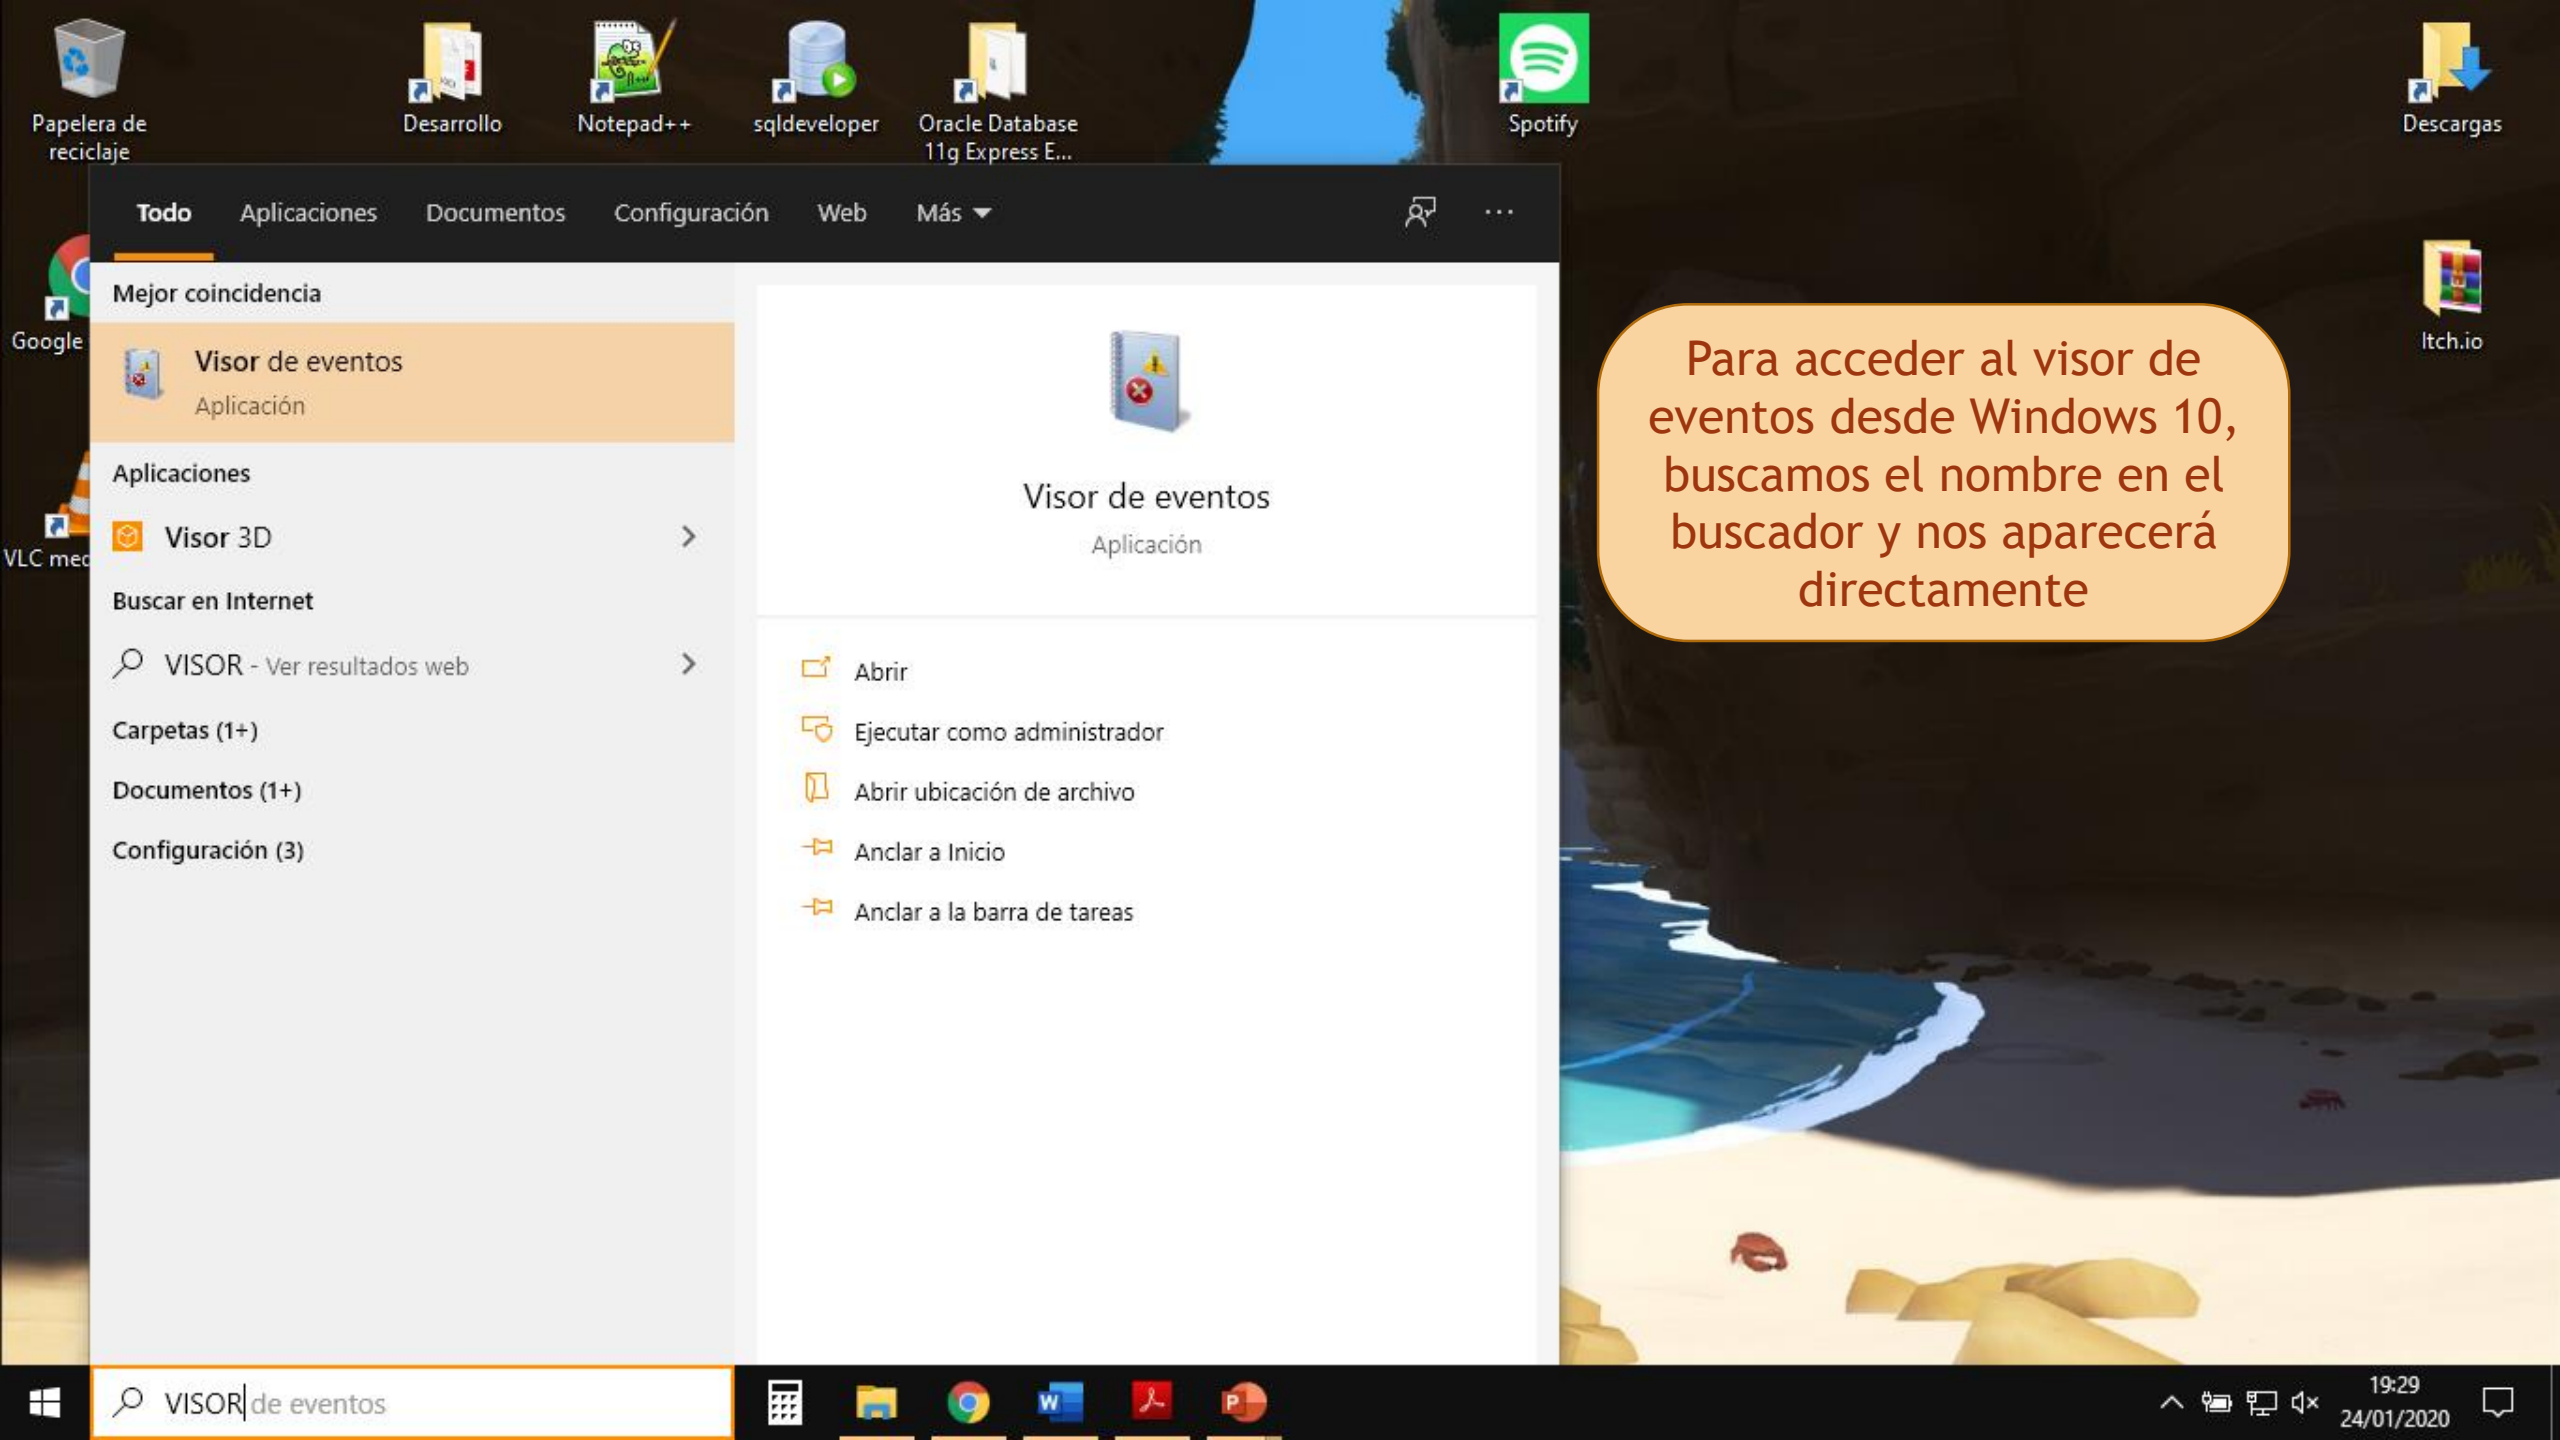 Papelera de
reciclaje
Desarrollo
Notepad++
sqldeveloper
Oracle Database
11g Express E...
Spotify
Descargas
Todo
Aplicaciones
Documentos
Configuración
Web
Más
Google
VLC med
Itch.io
Mejor coincidencia
Visor de eventos
Aplicación
Aplicaciones
Visor 3D
Buscar en Internet
VISOR - Ver resultados web
Carpetas (1+)
Documentos (1+)
Configuración (3)
Visor de eventos
Aplicación
Abrir
Ejecutar como administrador
Abrir ubicación de archivo
Anclar a Inicio
Anclar a la barra de tareas
Para acceder al visor de
eventos desde Windows 10,
buscamos el nombre en el
buscador y nos aparecerá
directamente
VISOR de eventos
19:29
24/01/2020